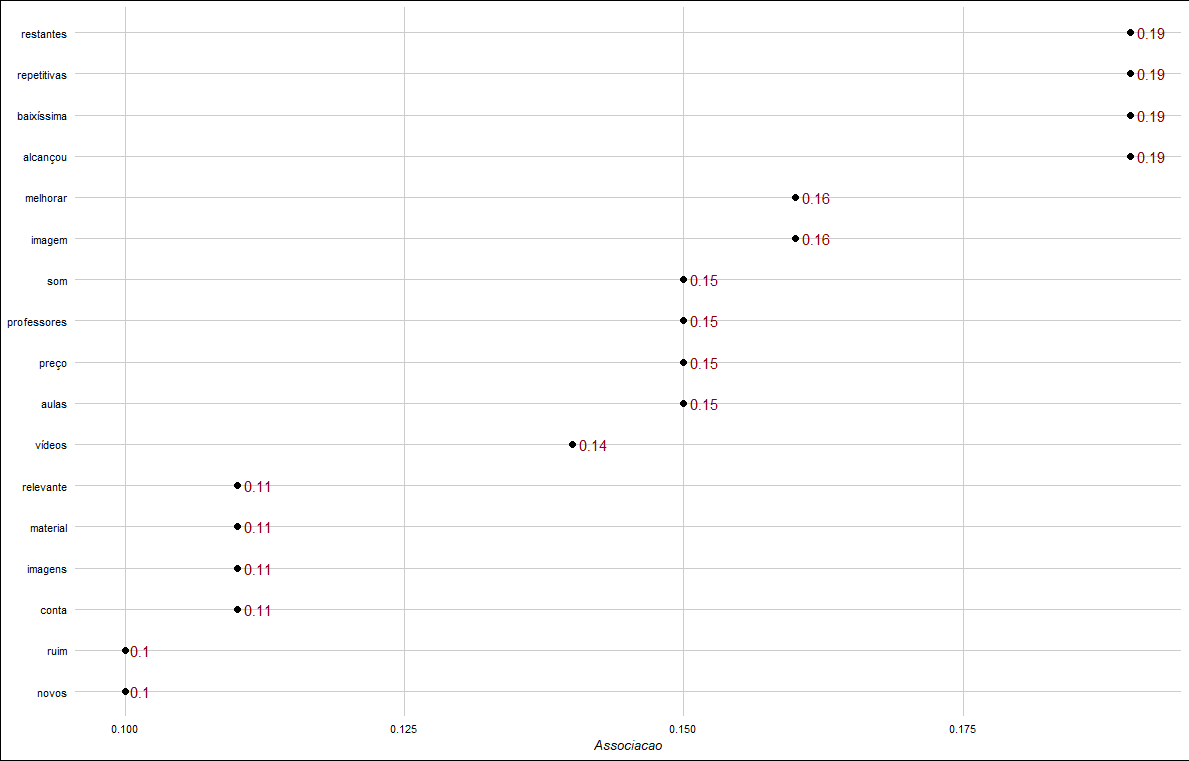 restantes 0.19
repetitivas 0.19
baixíssima 0.19
alcançou 0.19
melhorar 0.16
imagem 0.16
som 0.15
professores 0.15
preço 0.15
aulas 0.15
vídeos 0.14
relevante 0.11
material 0.11
imagens 0.11
conta 0.11
ruim 0.1
novos 0.1
0.100 0.125 0.150 0.175
Associacao